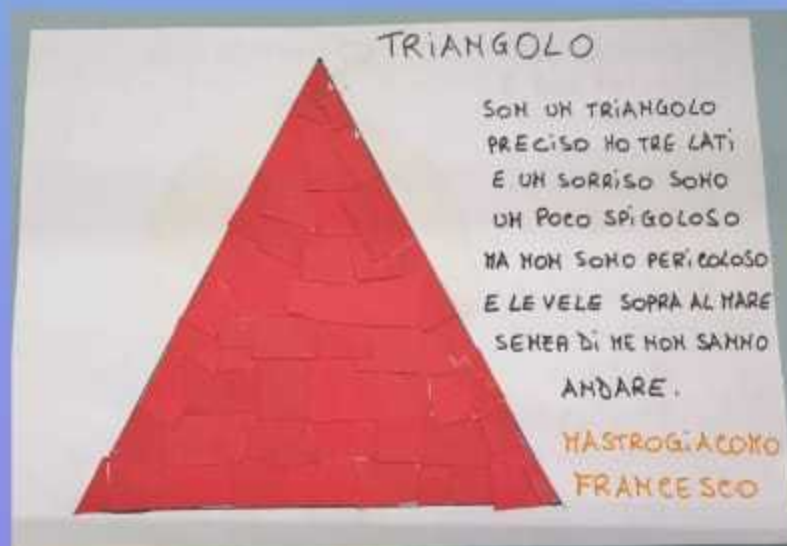 TRiANGOLO
SON UN TRiANGOLO
PRECiSO HO TRE LATi
E UN SORRiSO SONO
UN POCO SPiGOLOSO
MA NON SONO PERiCOLOSO
E LE VELE SOPRA AL MARE
SENZA Di ME NON SANNO
ANDARE.
MASTROGiACOMO
FRANCESCO